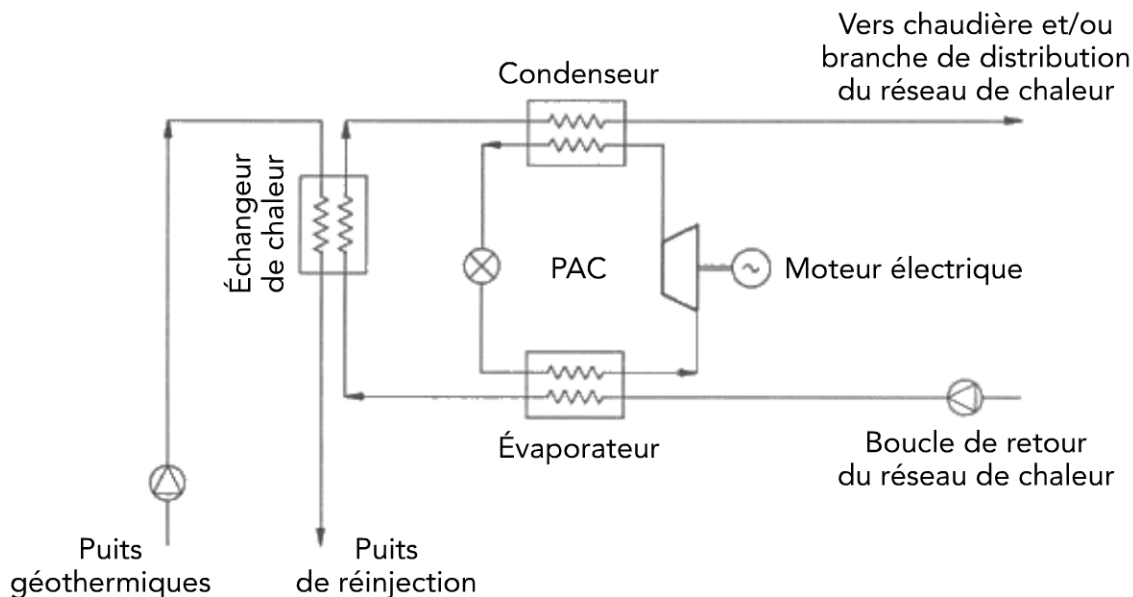 Vers chaudière et/ou
branche de distribution
du réseau de chaleur
Condenseur
Échangeur
de chaleur
PAC
Moteur électrique
Évaporateur
Boucle de retour
du réseau de chaleur
Puits
géothermiques
Puits
de réinjection